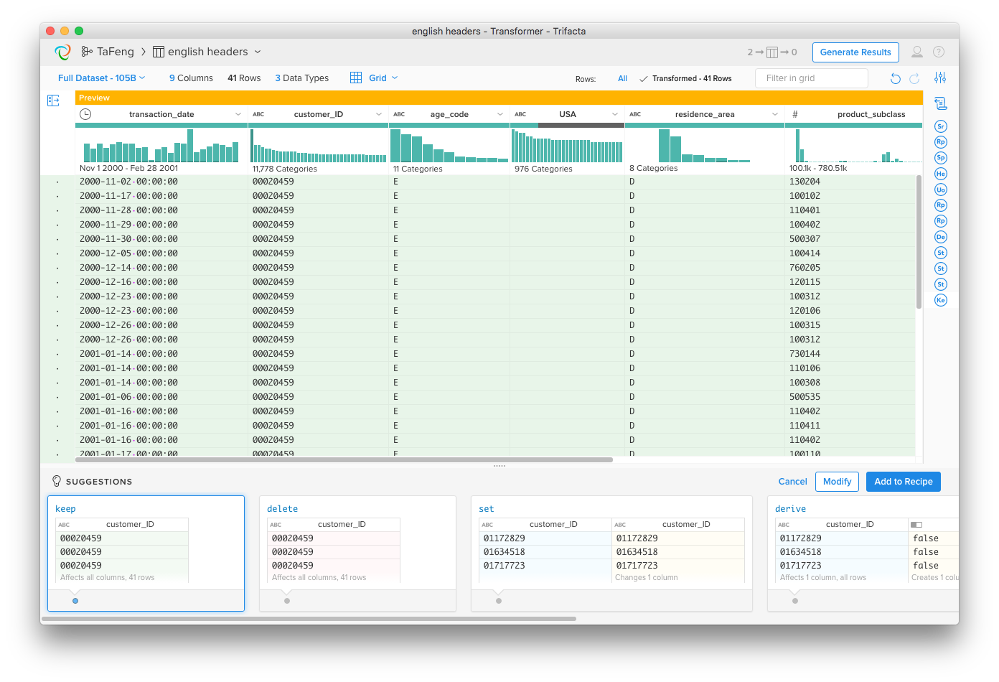 english headers - Transformer - Trifacta
TaFeng > english headers
2 → → 0
Generate Results
?
Full Dataset - 105B
9 Columns
41 Rows
3 Data Types
Grid
Rows:
All
Transformed - 41 Rows
Filter in grid
Preview
transaction_date ABC customer_ID ABC age_code ABC USA ABC residence_area # product_subclass
Nov 1 2000 - Feb 28 2001 11,778 Categories 11 Categories 976 Categories 8 Categories 100.1k - 780.51k
2000-11-02·00:00:00 00020459 E D 130204
2000-11-17·00:00:00 00020459 E D 100102
2000-11-28·00:00:00 00020459 E D 110401
2000-11-29·00:00:00 00020459 E D 100402
2000-11-30·00:00:00 00020459 E D 500307
2000-12-05·00:00:00 00020459 E D 100414
2000-12-14·00:00:00 00020459 E D 760205
2000-12-16·00:00:00 00020459 E D 120115
2000-12-23·00:00:00 00020459 E D 100312
2000-12-23·00:00:00 00020459 E D 120106
2000-12-26·00:00:00 00020459 E D 100315
2000-12-26·00:00:00 00020459 E D 100312
2001-01-14·00:00:00 00020459 E D 730144
2001-01-14·00:00:00 00020459 E D 110106
2001-01-14·00:00:00 00020459 E D 100308
2001-01-06·00:00:00 00020459 E D 500535
2001-01-16·00:00:00 00020459 E D 110402
2001-01-16·00:00:00 00020459 E D 110411
2001-01-16·00:00:00 00020459 E D 110402
2001-01-17·00:00:00 00020459 E D 100110
Sr
Rp
Sp
He
Uo
Rp
Rp
De
St
St
St
Ke
SUGGESTIONS
Cancel
Modify
Add to Recipe
keep
ABC customer_ID
00020459
00020459
00020459
Affects all columns, 41 rows
delete
ABC customer_ID
00020459
00020459
00020459
Affects all columns, 41 rows
set
ABC customer_ID ABC customer_ID
01172829 01172829
01634518 01634518
01717723 01717723
Changes 1 column
derive
ABC customer_ID
01172829 false
01634518 false
01717723 false
Affects 1 column, all rows Creates 1 colu